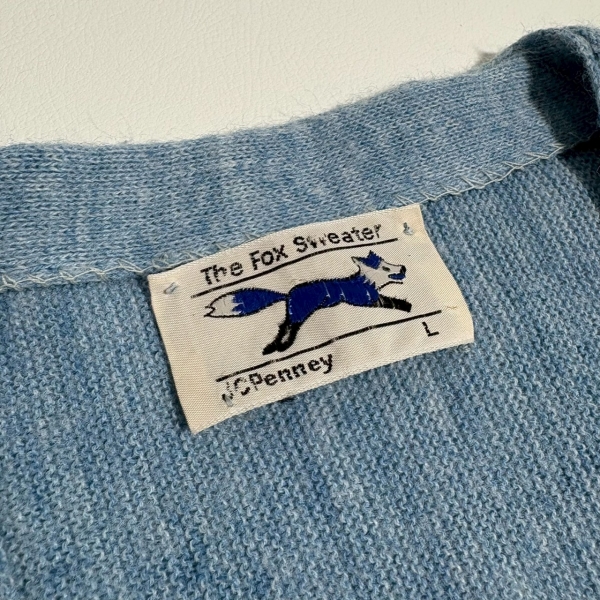 The Fox Sweater
L
JCPenney